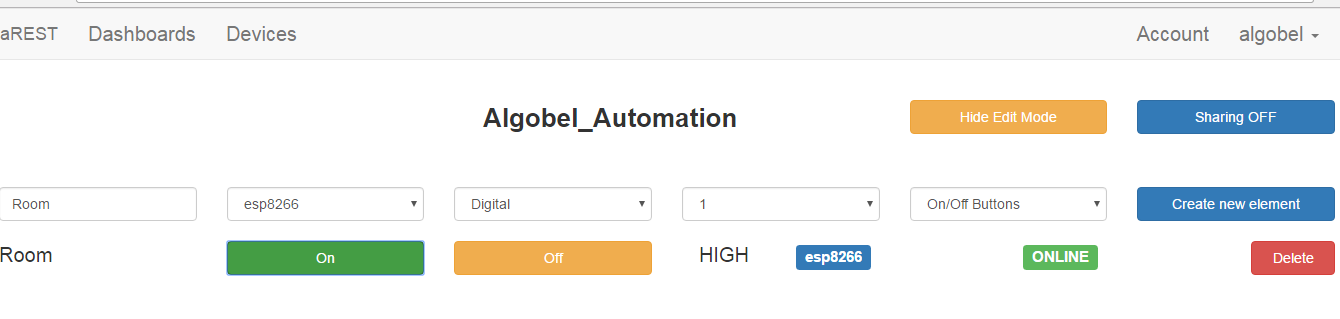 aREST Dashboards Devices Account algobel
Algobel_Automation Hide Edit Mode Sharing OFF
Room esp8266 Digital 1 On/Off Buttons Create new element
Room On Off HIGH esp8266 ONLINE Delete